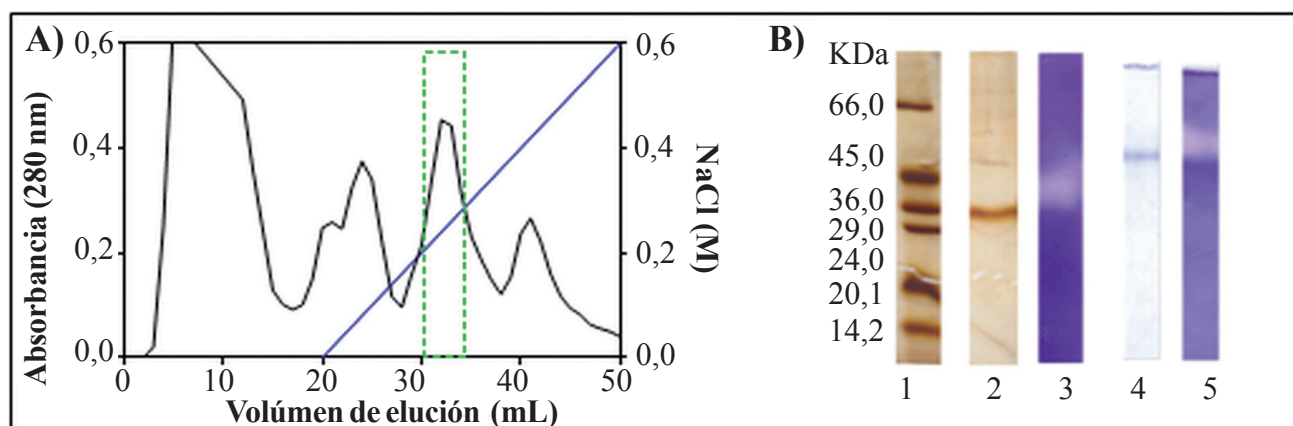 A)
Absorbancia (280 nm)
0,6
0,4
0,2
0,0
0 10 20 30 40 50
Volúmen de elución (mL)
0,6
0,4
0,2
0,0
NaCl (M)
B)
KDa
66,0
45,0
36,0
29,0
24,0
20,1
14,2
1 2 3 4 5